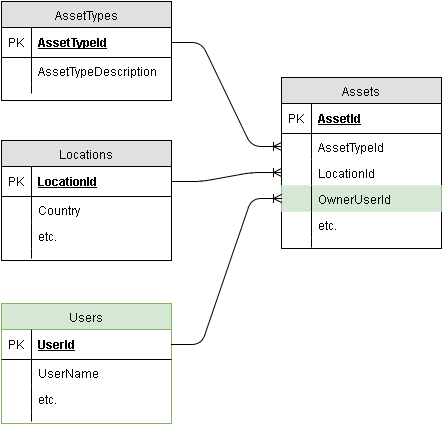 AssetTypes
PK AssetTypeId
AssetTypeDescription
Locations
PK LocationId
Country
etc.
Users
PK UserId
UserName
etc.
Assets
PK AssetId
AssetTypeId
LocationId
OwnerUserId
etc.